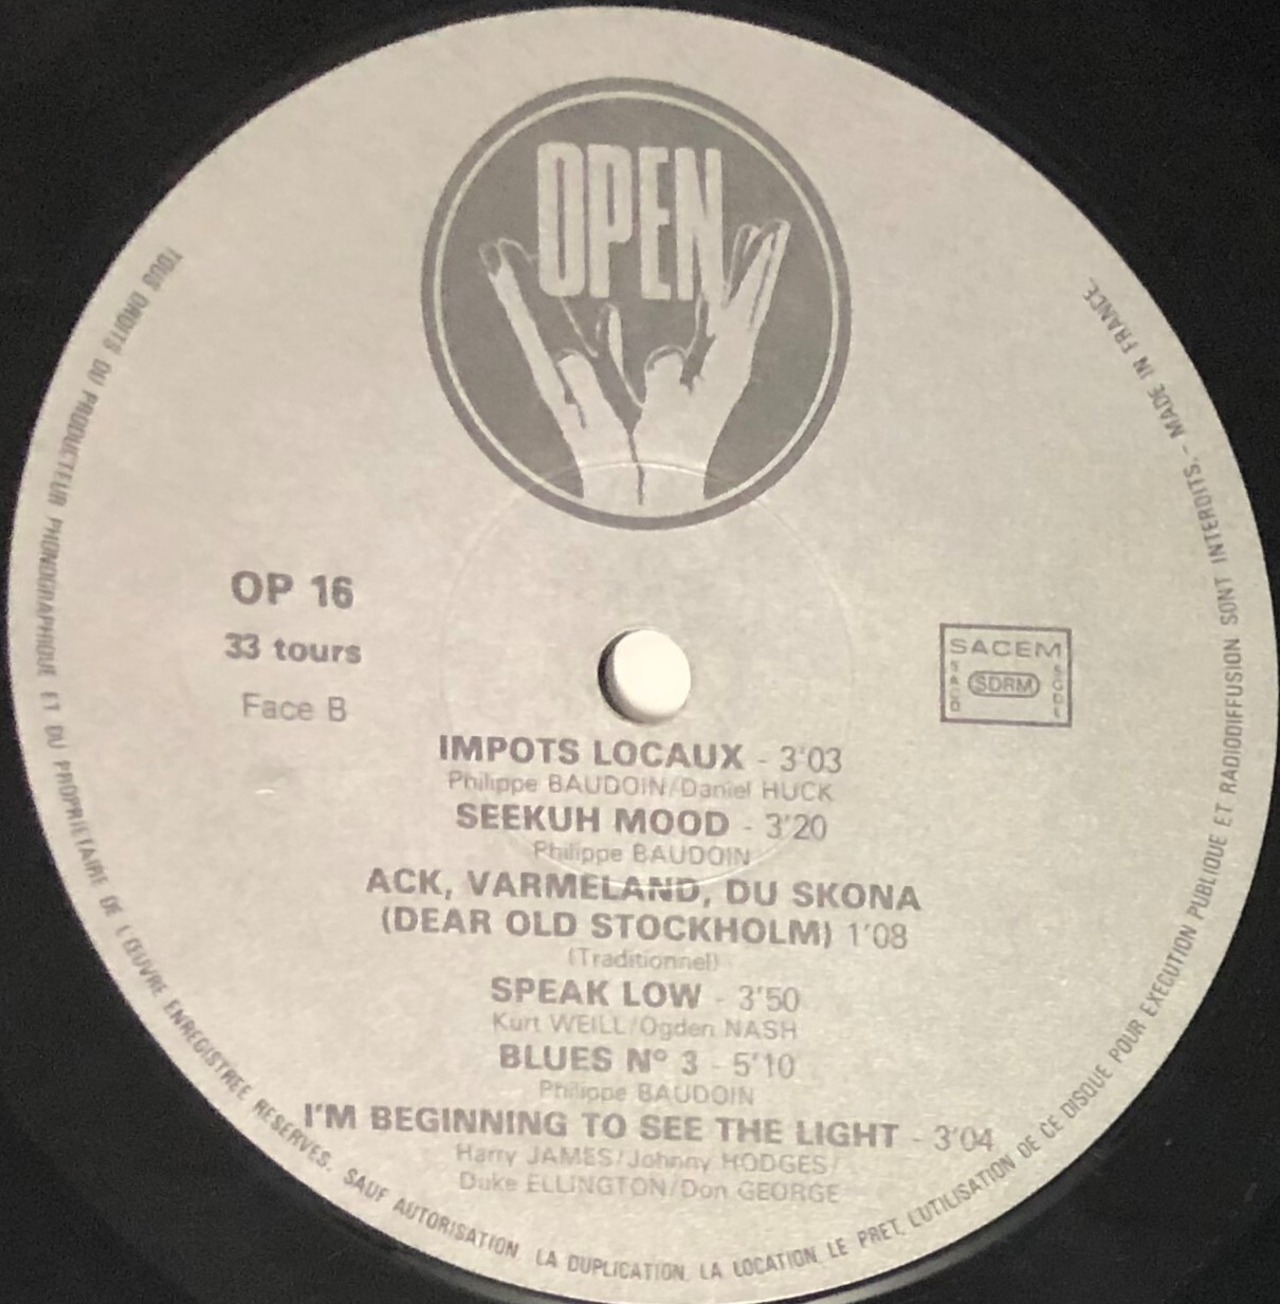 OPEN
OP 16
33 tours
Face B
SACEM
SACD
SDRM
SCDL
IMPOTS LOCAUX - 3'03
Philippe BAUDOIN/Daniel HUCK
SEEKUH MOOD - 3'20
Philippe BAUDOIN
ACK, VARMELAND, DU SKONA
(DEAR OLD STOCKHOLM) 1'08
(Traditionnel)
SPEAK LOW - 3'50
Kurt WEILL/Ogden NASH
BLUES N° 3 - 5'10
Philippe BAUDOIN
I'M BEGINNING TO SEE THE LIGHT - 3'04
Harry JAMES/Johnny HODGES/
Duke ELLINGTON/Don GEORGE
TOUS DROITS DU PRODUCTEUR PHONOGRAPHIQUE ET DU PROPRIETAIRE DE L'ŒUVRE ENREGISTREE RESERVES. SAUF AUTORISATION, LA DUPLICATION, LA LOCATION, LE PRET, L'UTILISATION DE CE DISQUE POUR EXECUTION PUBLIQUE ET RADIODIFFUSION SONT INTERDITS. - MADE IN FRANCE.